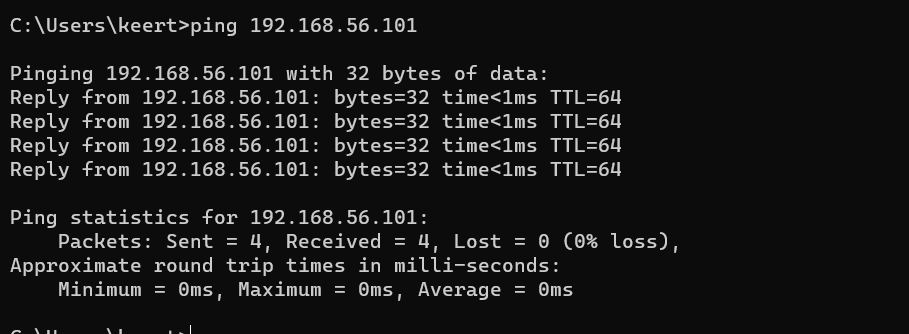 C:\Users\keert>ping 192.168.56.101
Pinging 192.168.56.101 with 32 bytes of data:
Reply from 192.168.56.101: bytes=32 time<1ms TTL=64
Reply from 192.168.56.101: bytes=32 time<1ms TTL=64
Reply from 192.168.56.101: bytes=32 time<1ms TTL=64
Reply from 192.168.56.101: bytes=32 time<1ms TTL=64
Ping statistics for 192.168.56.101:
    Packets: Sent = 4, Received = 4, Lost = 0 (0% loss),
Approximate round trip times in milli-seconds:
    Minimum = 0ms, Maximum = 0ms, Average = 0ms
C:\Users\keert>